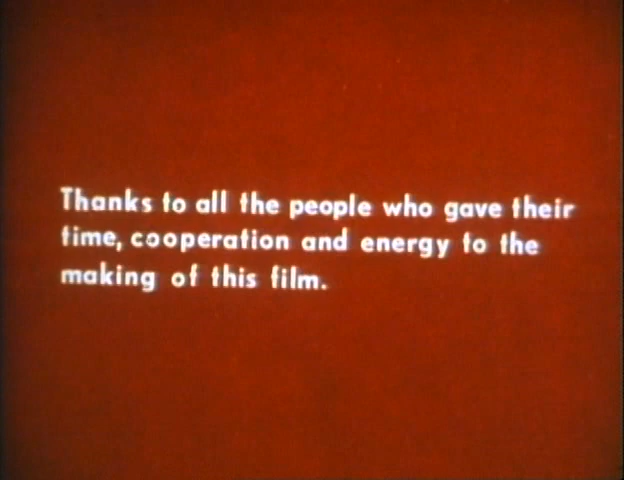 Thanks to all the people who gave their
time, cooperation and energy to the
making of this film.